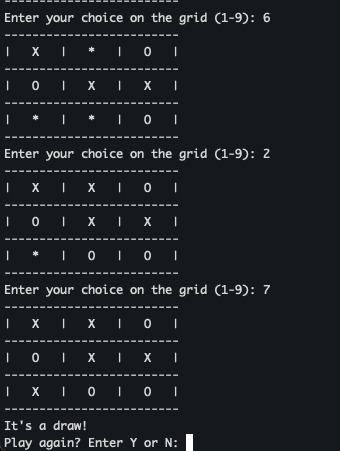 -------------------------
Enter your choice on the grid (1-9): 6
-------------------------
|   X   |   *   |   O   |
-------------------------
|   O   |   X   |   X   |
-------------------------
|   *   |   *   |   O   |
-------------------------
Enter your choice on the grid (1-9): 2
-------------------------
|   X   |   X   |   O   |
-------------------------
|   O   |   X   |   X   |
-------------------------
|   *   |   O   |   O   |
-------------------------
Enter your choice on the grid (1-9): 7
-------------------------
|   X   |   X   |   O   |
-------------------------
|   O   |   X   |   X   |
-------------------------
|   X   |   O   |   O   |
-------------------------
It's a draw!
Play again? Enter Y or N: